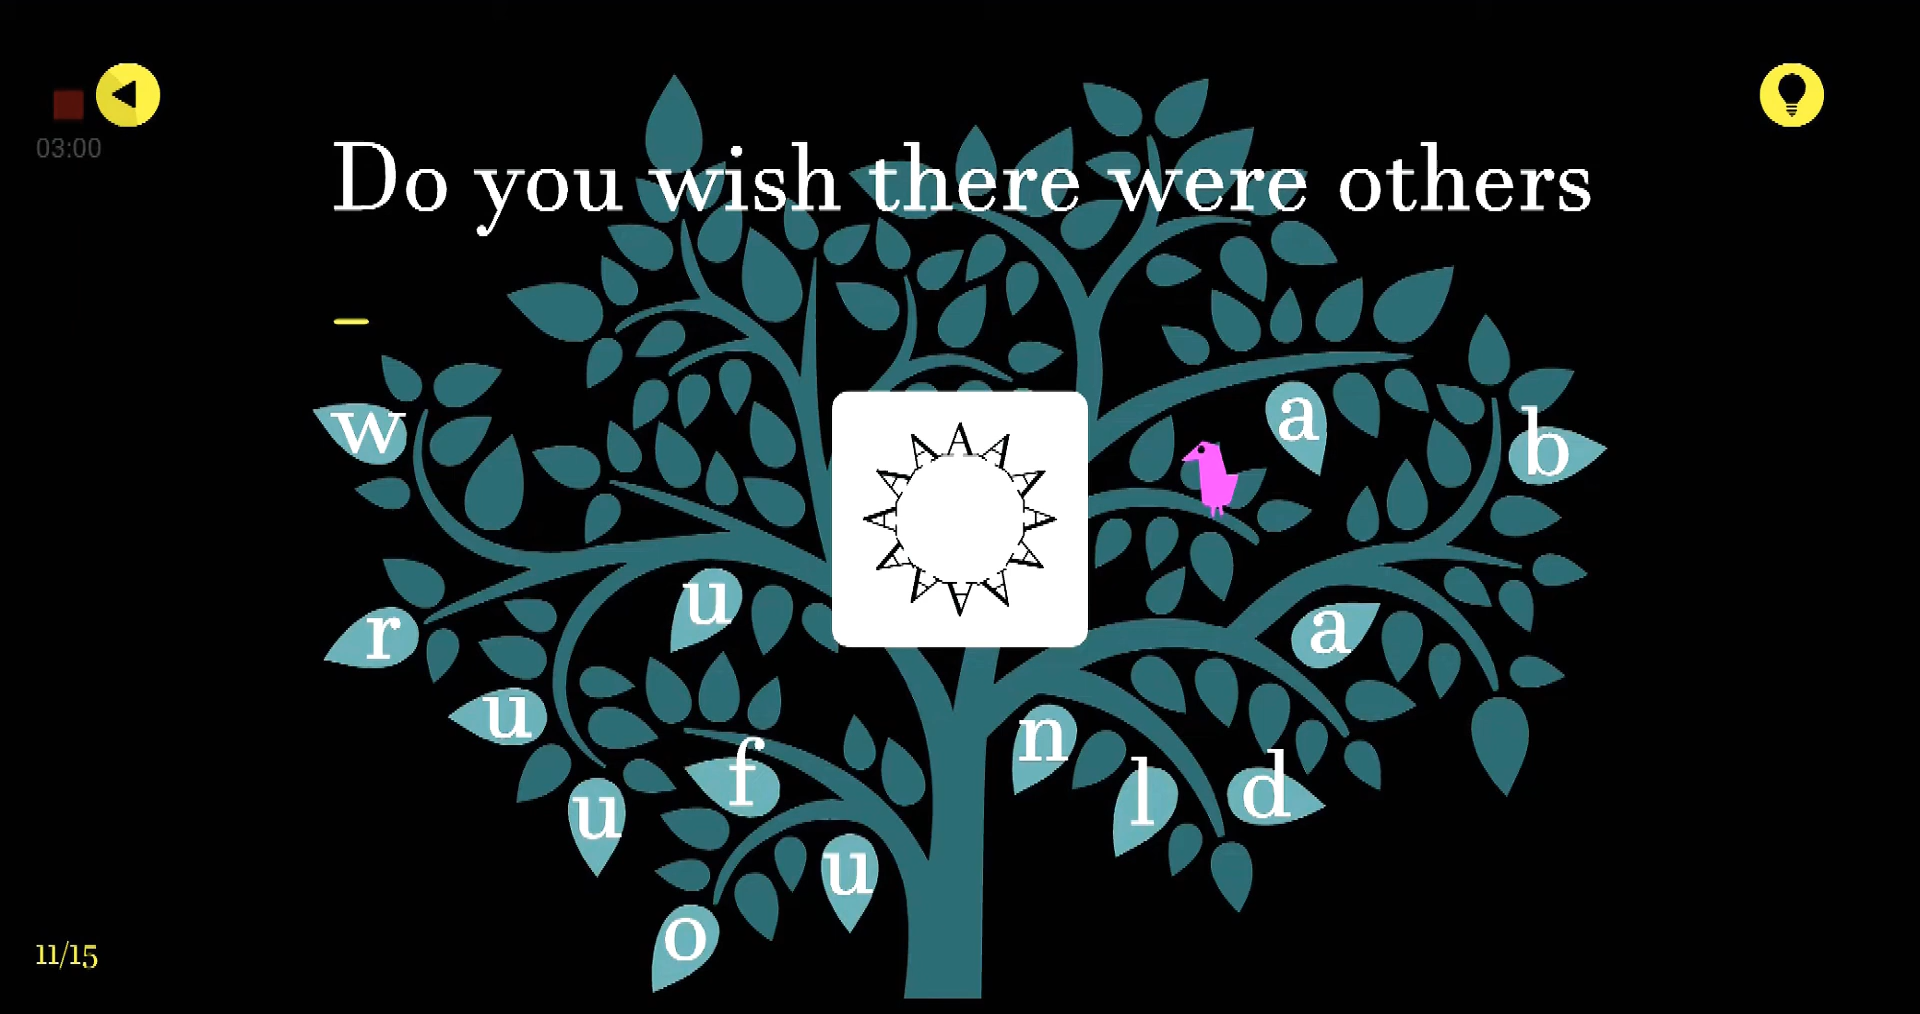 03:00
Do you wish there were others
_
w
a
b
A A A A A A A A A A A A
r
u
a
u
f
n
l
d
u
u
o
11/15